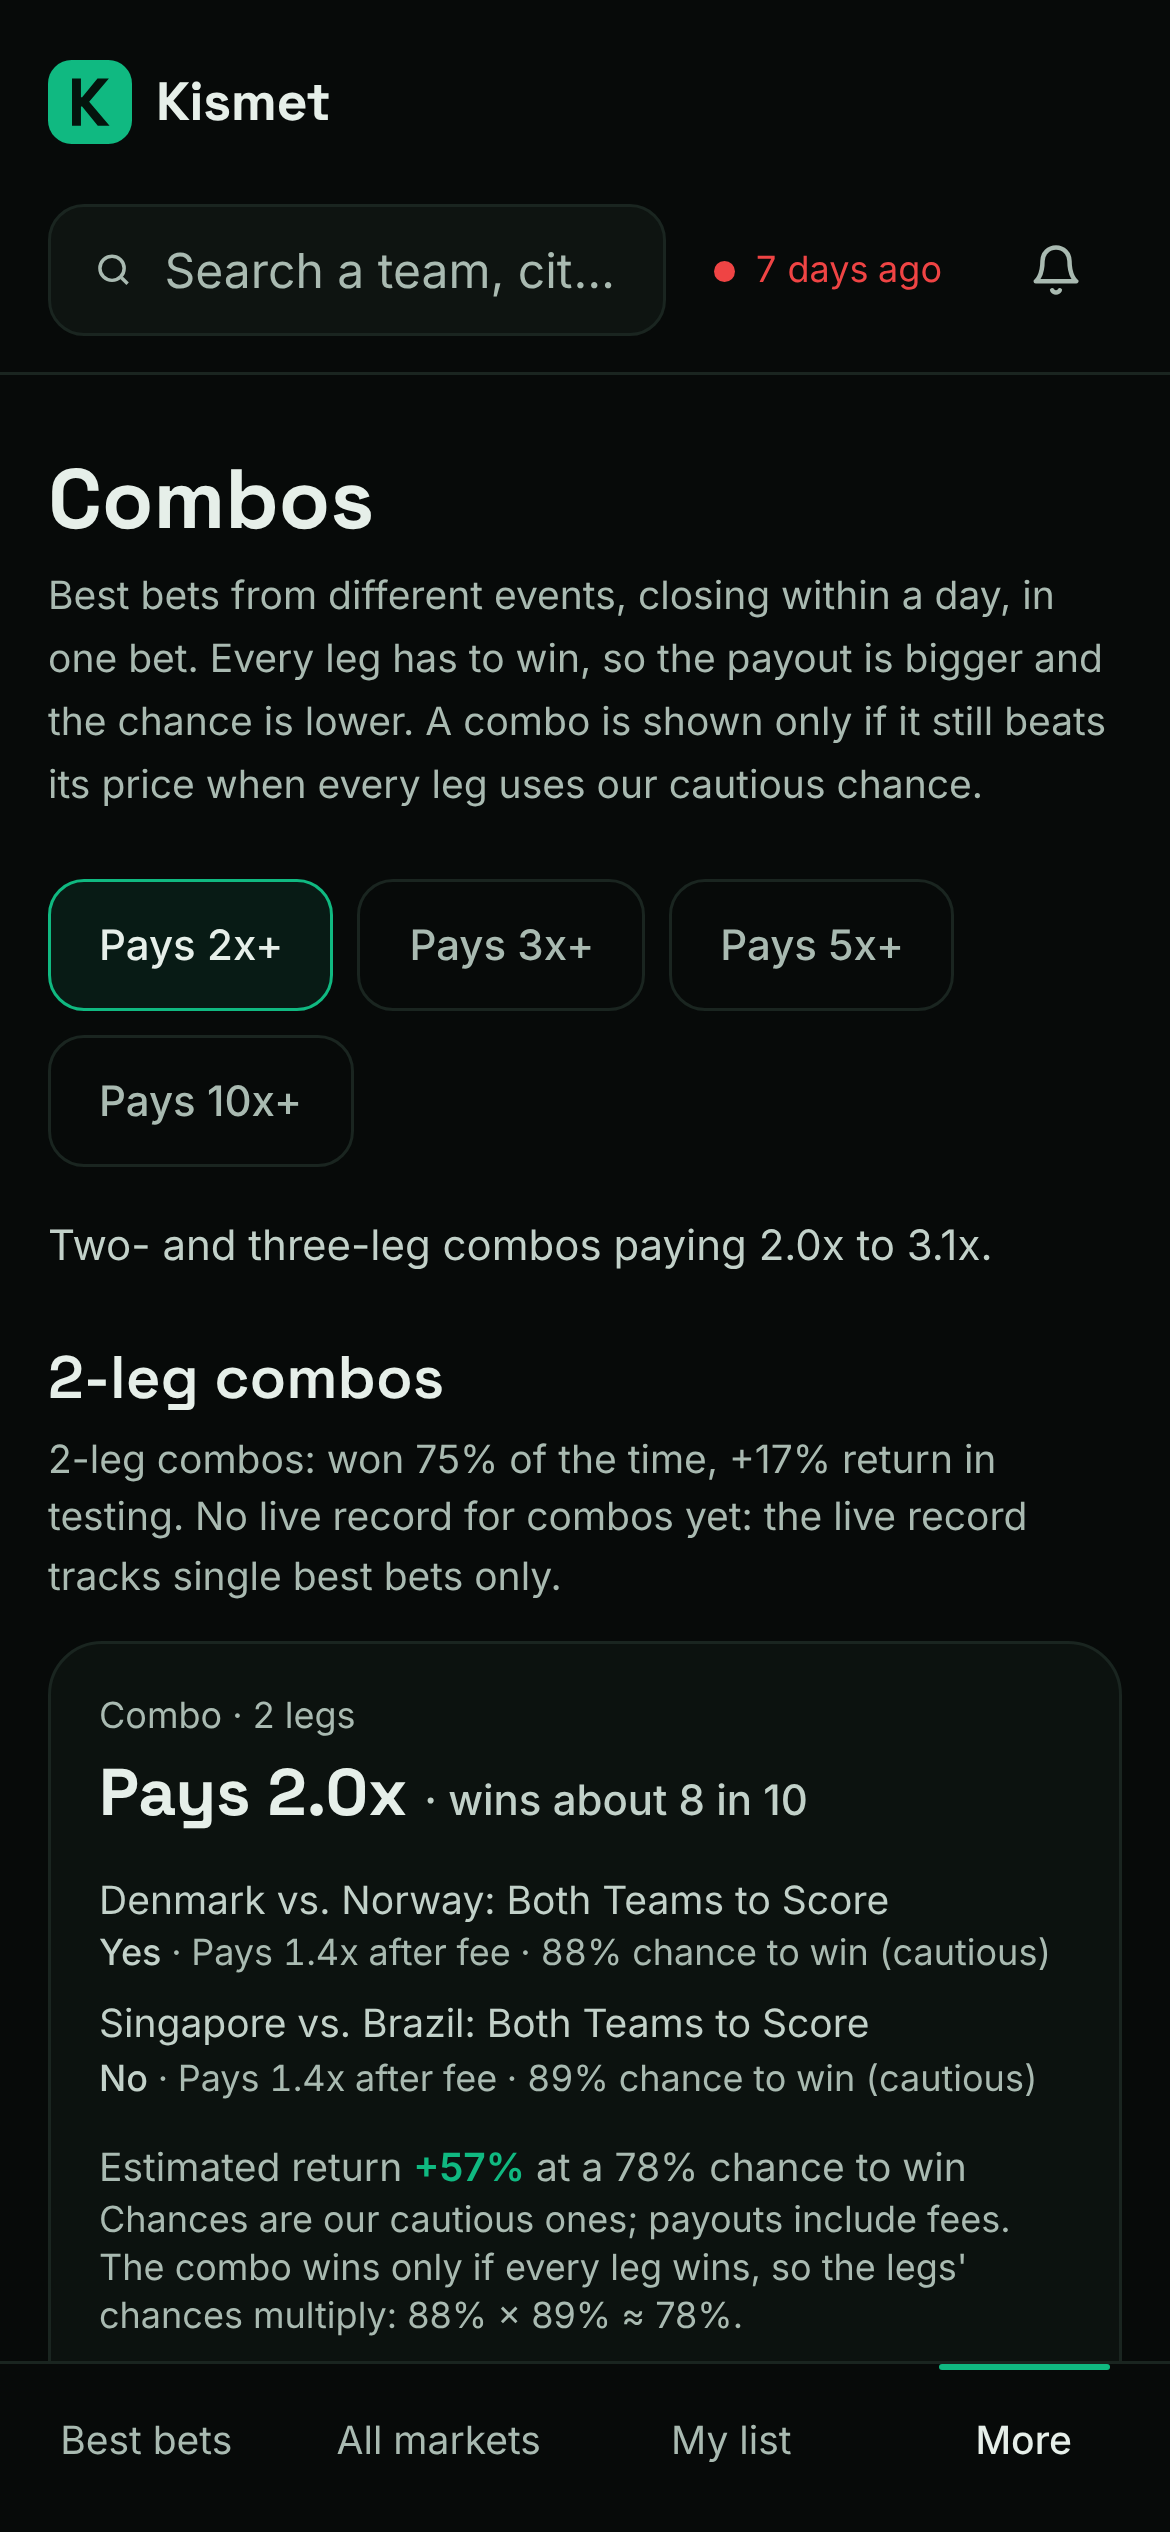 K Kismet
Search a team, cit...
7 days ago
Combos
Best bets from different events, closing within a day, in
one bet. Every leg has to win, so the payout is bigger and
the chance is lower. A combo is shown only if it still beats
its price when every leg uses our cautious chance.
Pays 2x+
Pays 3x+
Pays 5x+
Pays 10x+
Two- and three-leg combos paying 2.0x to 3.1x.
2-leg combos
2-leg combos: won 75% of the time, +17% return in
testing. No live record for combos yet: the live record
tracks single best bets only.
Combo · 2 legs
Pays 2.0x · wins about 8 in 10
Denmark vs. Norway: Both Teams to Score
Yes · Pays 1.4x after fee · 88% chance to win (cautious)
Singapore vs. Brazil: Both Teams to Score
No · Pays 1.4x after fee · 89% chance to win (cautious)
Estimated return +57% at a 78% chance to win
Chances are our cautious ones; payouts include fees.
The combo wins only if every leg wins, so the legs'
chances multiply: 88% × 89% ≈ 78%.
Best bets
All markets
My list
More